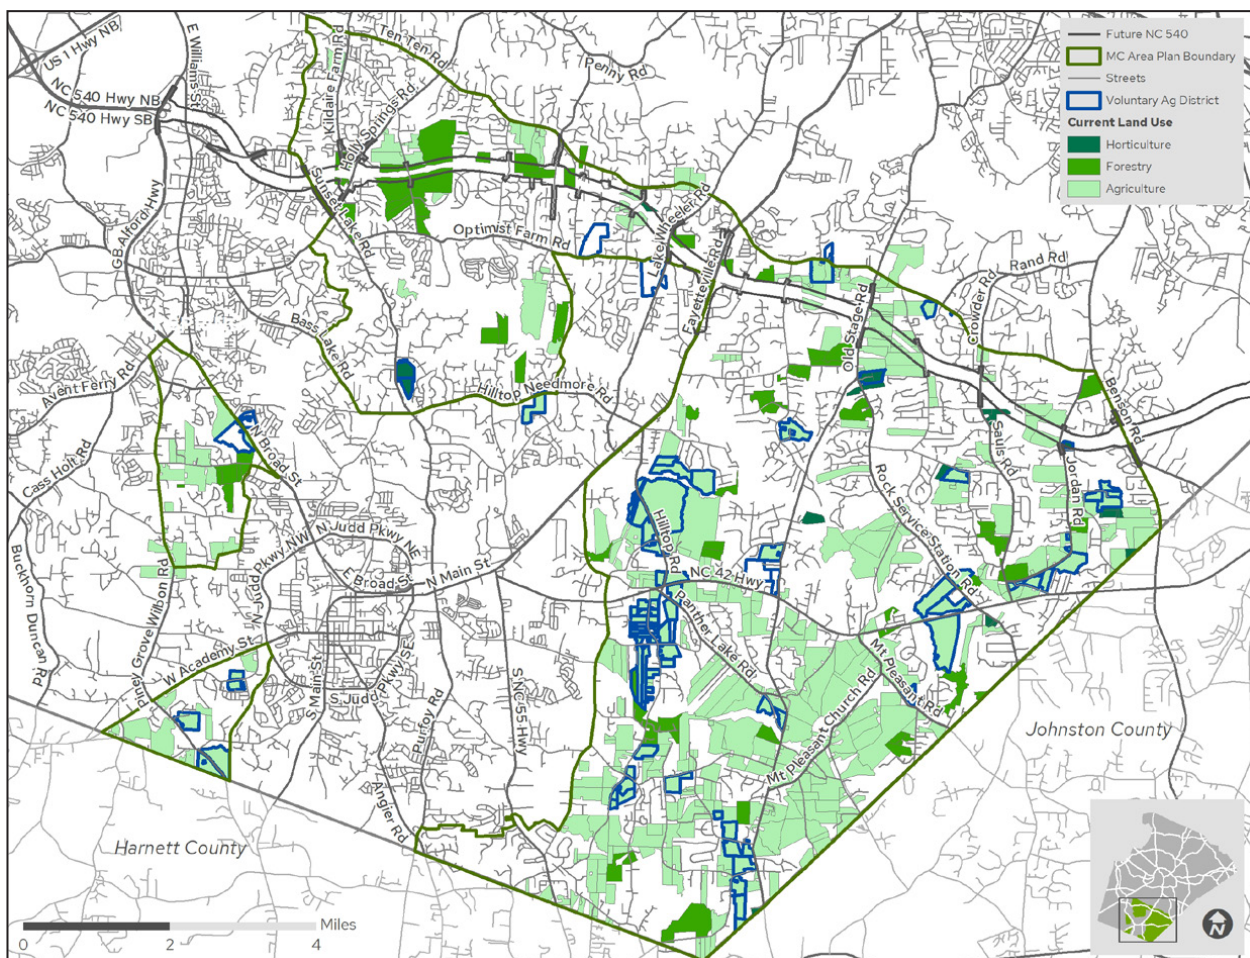 Future NC 540
MC Area Plan Boundary
Streets
Voluntary Ag District
Current Land Use
Horticulture
Forestry
Agriculture
US 1 Hwy NB
E Williams St
NC 540 Hwy NB
NC 540 Hwy SB
Kildaire Farm Rd
Ten Ten Rd
Penny Rd
Holly Springs Rd
GB Alford Hwy
Sunset Lake Rd
Optimist Farm Rd
Lake Wheeler Rd
Fayetteville Rd
Old Stage Rd
Crowder Rd
Rand Rd
Bass Lake Rd
Avent Ferry Rd
Hilltop Needmore Rd
Benson Rd
Cass Holt Rd
N Broad St
Sauls Rd
Jordan Rd
Rock Service Station Rd
Buckhorn Duncan Rd
N Judd Pkwy NW
N Judd Pkwy NE
E Broad St
N Main St
Hilltop Rd
NC 42 Hwy
Piney Grove Wilbon Rd
N Judd
Panther Lake Rd
W Academy St
S Main St
S Judd Pkwy SE
Purfoy Rd
S NC 55 Hwy
Mt Pleasant Rd
Mt Pleasant Church Rd
Angier Rd
Johnston County
Harnett County
0 2 4 Miles
N